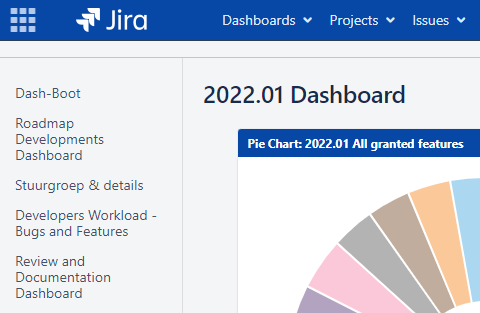 Jira
Dashboards
Projects
Issues
Dash-Boot
Roadmap
Developments
Dashboard
Stuurgroep & details
Developers Workload -
Bugs and Features
Review and
Documentation
Dashboard
2022.01 Dashboard
Pie Chart: 2022.01 All granted features